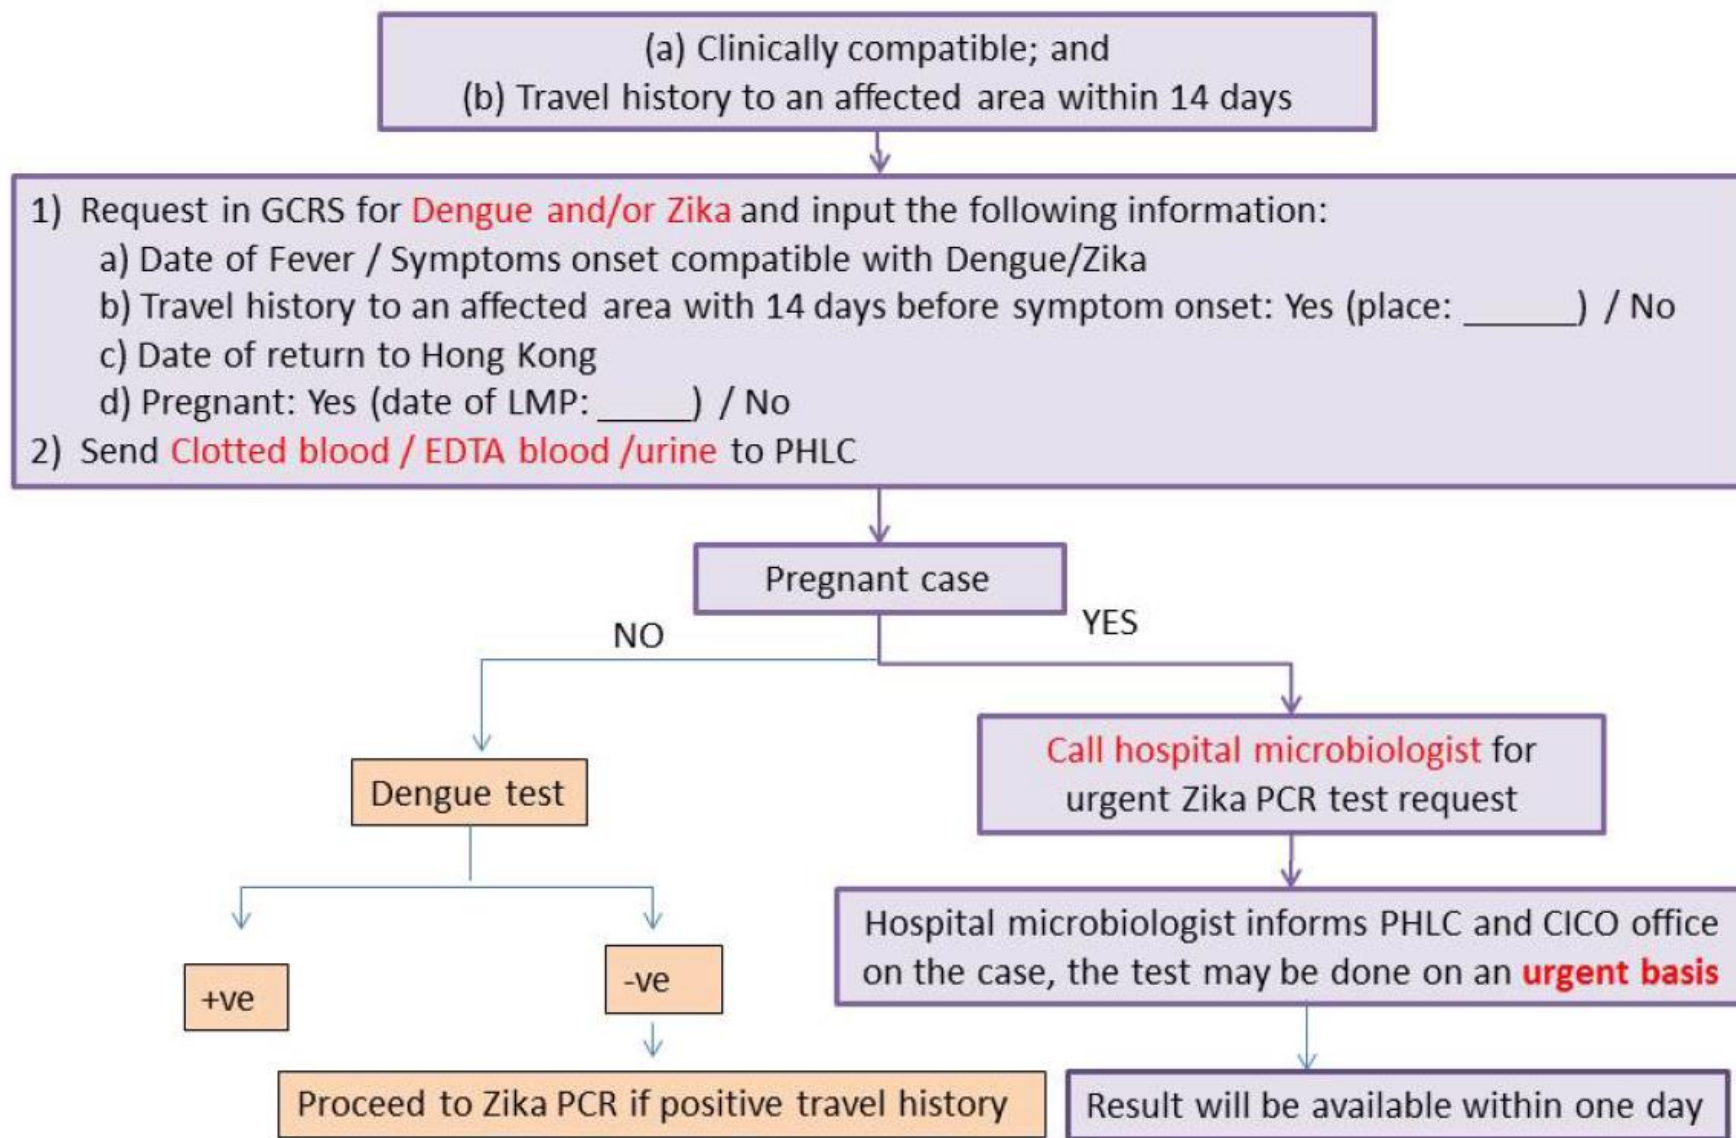 (a) Clinically compatible; and
(b) Travel history to an affected area within 14 days
1) Request in GCRS for Dengue and/or Zika and input the following information:
a) Date of Fever / Symptoms onset compatible with Dengue/Zika
b) Travel history to an affected area with 14 days before symptom onset: Yes (place: ______) / No
c) Date of return to Hong Kong
d) Pregnant: Yes (date of LMP: _____) / No
2) Send Clotted blood / EDTA blood /urine to PHLC
Pregnant case
NO
YES
Dengue test
Call hospital microbiologist for
urgent Zika PCR test request
+ve
-ve
Hospital microbiologist informs PHLC and CICO office
on the case, the test may be done on an urgent basis
Proceed to Zika PCR if positive travel history
Result will be available within one day